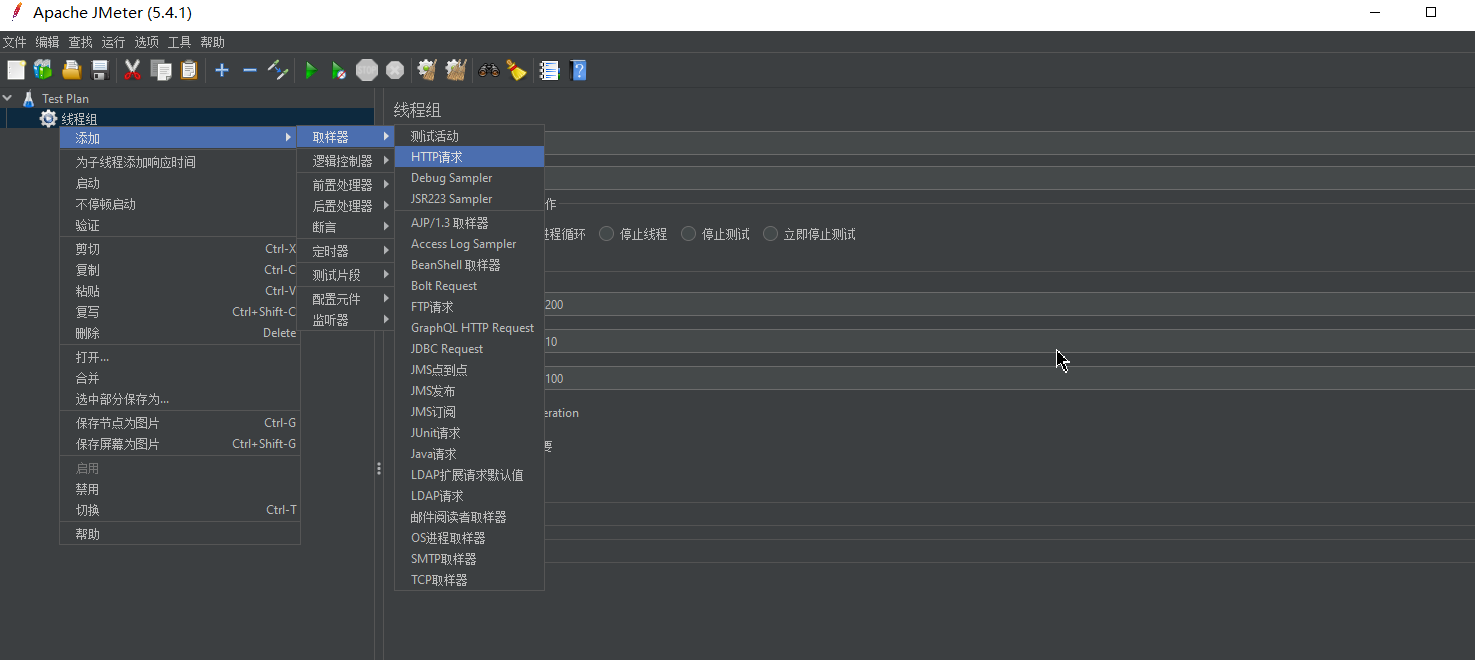 Apache JMeter (5.4.1)
文件 编辑 查找 运行 选项 工具 帮助
STOP
Test Plan
线程组
添加
为子线程添加响应时间
启动
不停顿启动
验证
剪切 Ctrl-X
复制 Ctrl-C
粘贴 Ctrl-V
复写 Ctrl+Shift-C
删除 Delete
打开...
合并
选中部分保存为...
保存节点为图片 Ctrl-G
保存屏幕为图片 Ctrl+Shift-G
启用
禁用
切换 Ctrl-T
帮助
取样器
逻辑控制器
前置处理器
后置处理器
断言
定时器
测试片段
配置元件
监听器
测试活动
HTTP请求
Debug Sampler
JSR223 Sampler
AJP/1.3 取样器
Access Log Sampler
BeanShell 取样器
Bolt Request
FTP请求
GraphQL HTTP Request
JDBC Request
JMS点到点
JMS发布
JMS订阅
JUnit请求
Java请求
LDAP扩展请求默认值
LDAP请求
邮件阅读者取样器
OS进程取样器
SMTP取样器
TCP取样器
线程组
作
程循环 停止线程 停止测试 立即停止测试
200
10
100
eration
要